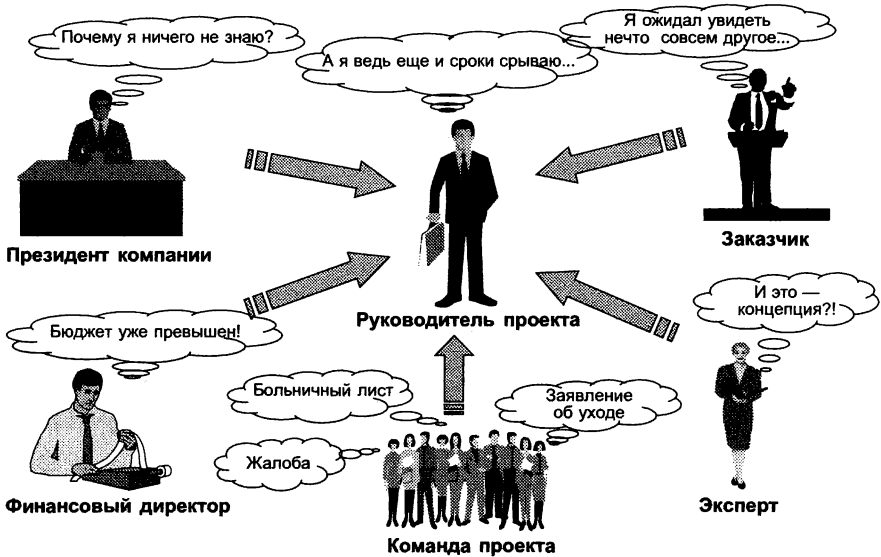 Почему я ничего не знаю?
А я ведь еще и сроки срываю...
Я ожидал увидеть
нечто совсем другое...
Президент компании
Заказчик
Руководитель проекта
Бюджет уже превышен!
И это —
концепция?!
Больничный лист
Заявление
об уходе
Жалоба
Финансовый директор
Команда проекта
Эксперт